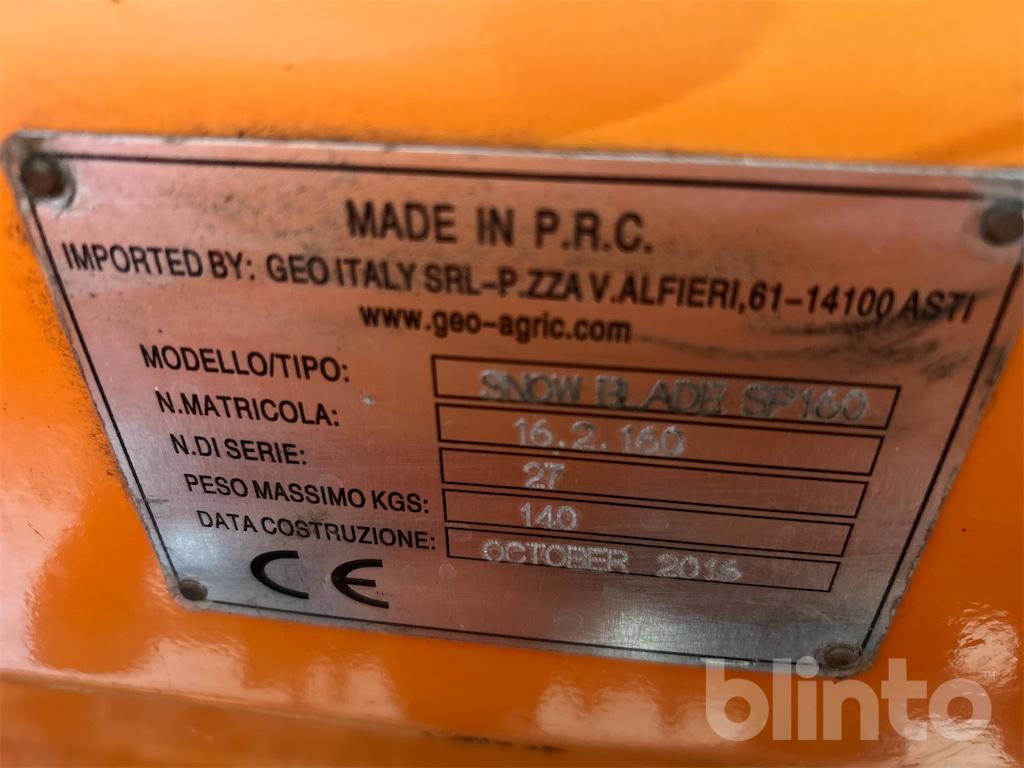 MADE IN P.R.C.
IMPORTED BY: GEO ITALY SRL-P.ZZA V.ALFIERI,61-14100 ASTI
www.geo-agric.com
MODELLO/TIPO: SNOW BLADE SP160
N.MATRICOLA: 16.2.160
N.DI SERIE: 27
PESO MASSIMO KGS: 140
DATA COSTRUZIONE: OCTOBER 2016
CE
blinto™